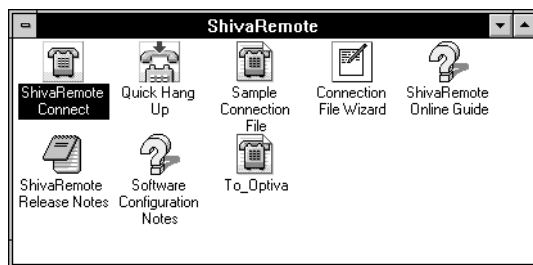 ShivaRemote
ShivaRemote Connect
Quick Hang Up
Sample Connection File
Connection File Wizard
ShivaRemote Online Guide
ShivaRemote Release Notes
Software Configuration Notes
To_Optiva